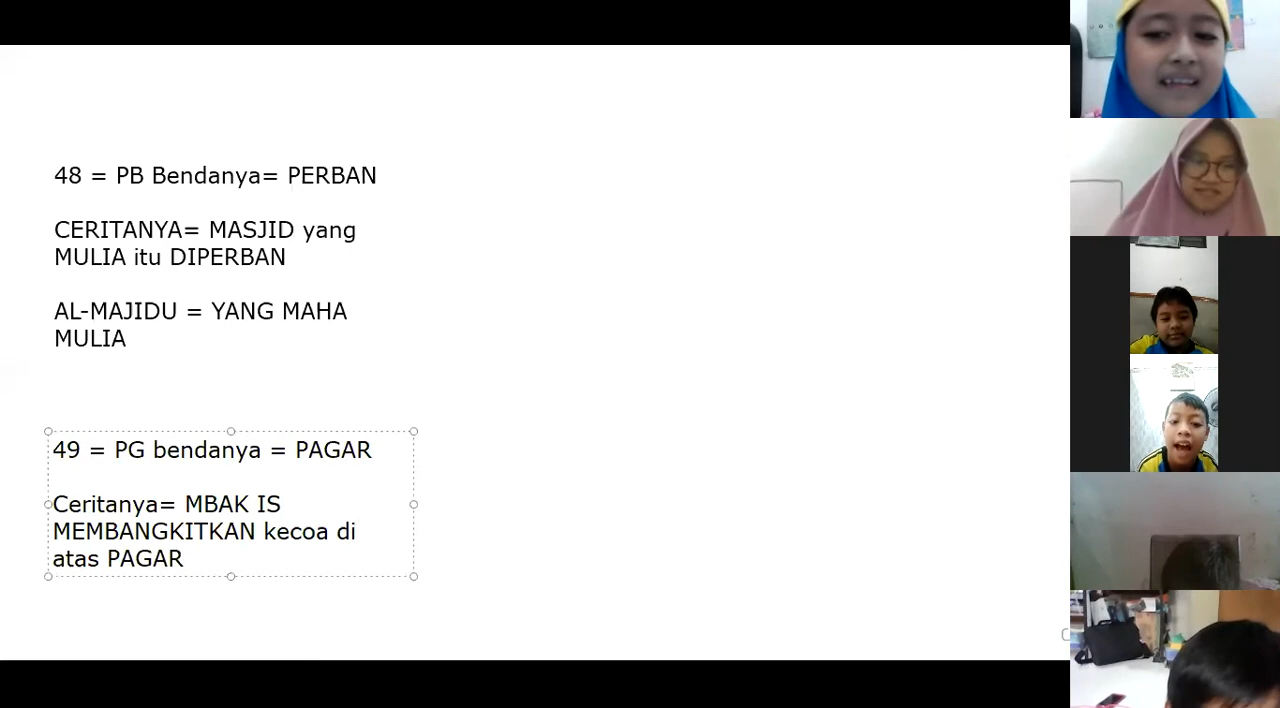 48 = PB Bendanya= PERBAN
CERITANYA= MASJID yang
MULIA itu DIPERBAN
AL-MAJIDU = YANG MAHA
MULIA
49 = PG bendanya = PAGAR
Ceritanya= MBAK IS
MEMBANGKITKAN kecoa di
atas PAGAR